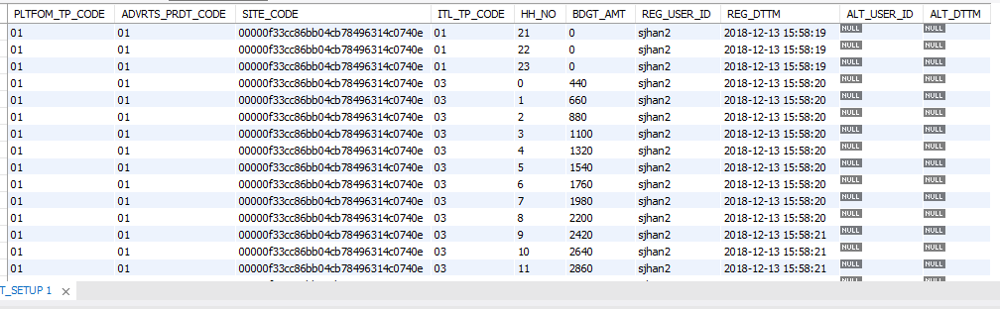 PLTFOM_TP_CODE ADVRTS_PRDT_CODE SITE_CODE ITL_TP_CODE HH_NO BDGT_AMT REG_USER_ID REG_DTTM ALT_USER_ID ALT_DTTM
01 01 00000f33cc86bb04cb78496314c0740e 01 21 0 sjhan2 2018-12-13 15:58:19 NULL NULL
01 01 00000f33cc86bb04cb78496314c0740e 01 22 0 sjhan2 2018-12-13 15:58:19 NULL NULL
01 01 00000f33cc86bb04cb78496314c0740e 01 23 0 sjhan2 2018-12-13 15:58:19 NULL NULL
01 01 00000f33cc86bb04cb78496314c0740e 03 0 440 sjhan2 2018-12-13 15:58:20 NULL NULL
01 01 00000f33cc86bb04cb78496314c0740e 03 1 660 sjhan2 2018-12-13 15:58:20 NULL NULL
01 01 00000f33cc86bb04cb78496314c0740e 03 2 880 sjhan2 2018-12-13 15:58:20 NULL NULL
01 01 00000f33cc86bb04cb78496314c0740e 03 3 1100 sjhan2 2018-12-13 15:58:20 NULL NULL
01 01 00000f33cc86bb04cb78496314c0740e 03 4 1320 sjhan2 2018-12-13 15:58:20 NULL NULL
01 01 00000f33cc86bb04cb78496314c0740e 03 5 1540 sjhan2 2018-12-13 15:58:20 NULL NULL
01 01 00000f33cc86bb04cb78496314c0740e 03 6 1760 sjhan2 2018-12-13 15:58:20 NULL NULL
01 01 00000f33cc86bb04cb78496314c0740e 03 7 1980 sjhan2 2018-12-13 15:58:20 NULL NULL
01 01 00000f33cc86bb04cb78496314c0740e 03 8 2200 sjhan2 2018-12-13 15:58:20 NULL NULL
01 01 00000f33cc86bb04cb78496314c0740e 03 9 2420 sjhan2 2018-12-13 15:58:21 NULL NULL
01 01 00000f33cc86bb04cb78496314c0740e 03 10 2640 sjhan2 2018-12-13 15:58:21 NULL NULL
01 01 00000f33cc86bb04cb78496314c0740e 03 11 2860 sjhan2 2018-12-13 15:58:21 NULL NULL
T_SETUP 1